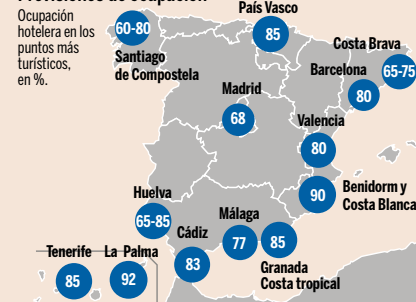 Previsiones de ocupación
Ocupación
hotelera en los
puntos más
turísticos,
en %.
60-80
Santiago
de Compostela
País Vasco
85
Costa Brava
65-75
Barcelona
80
Madrid
68
Valencia
80
90
Benidorm y
Costa Blanca
Huelva
65-85
Cádiz
83
Málaga
77
85
Granada
Costa tropical
Tenerife
85
La Palma
92